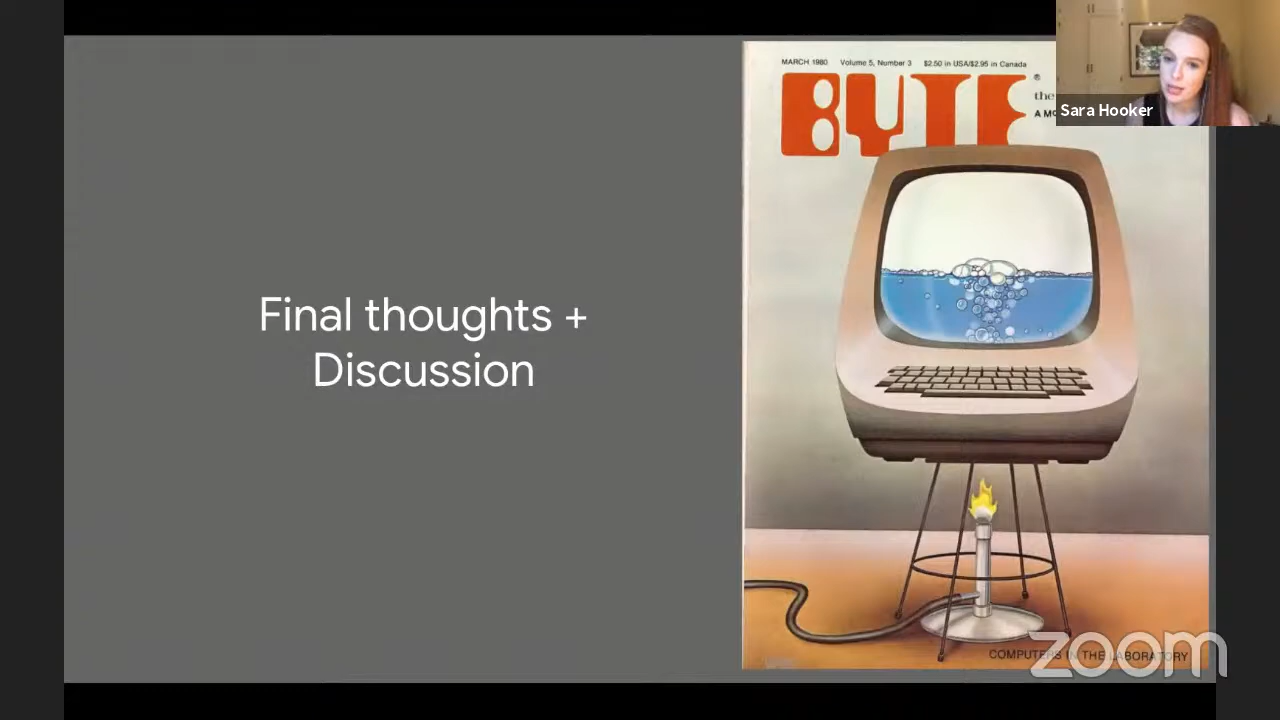 Final thoughts +
Discussion
MARCH 1980 Volume 5, Number 3 $2.50 in USA/$2.95 in Canada
BYTE ®
the
Sara Hooker
COMPUTERS IN THE LABORATORY
zoom